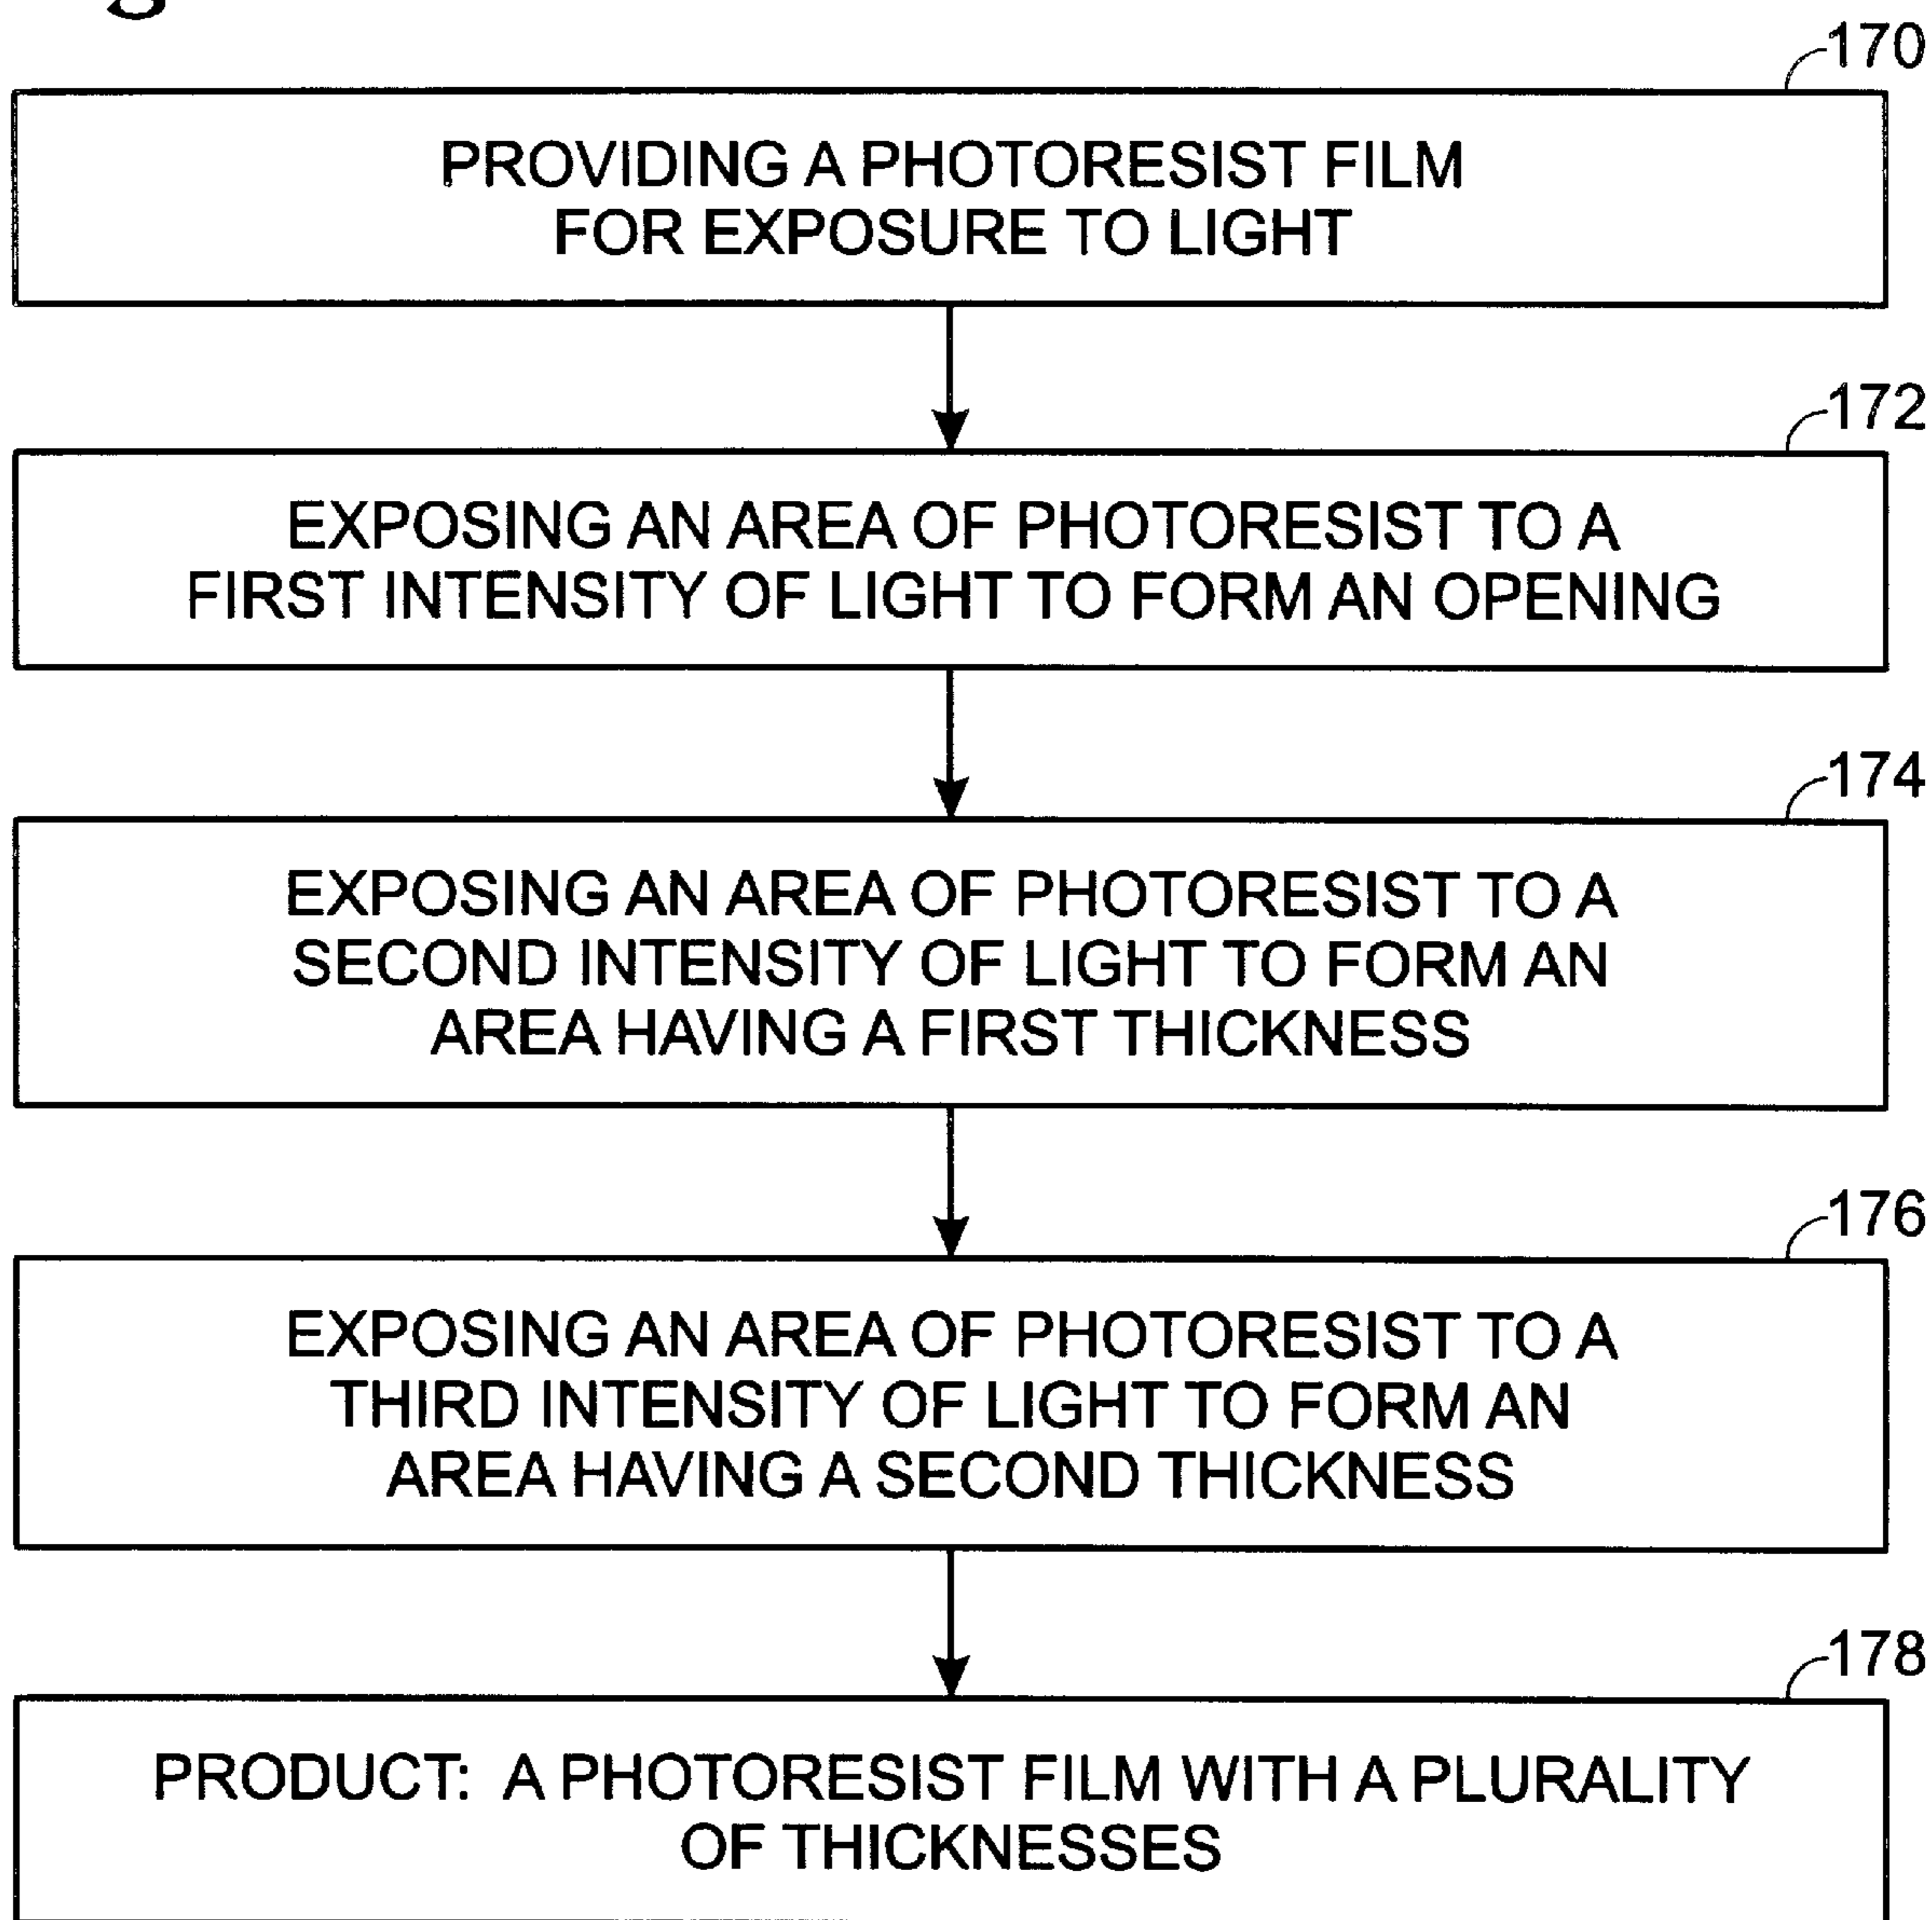 170
PROVIDING A PHOTORESIST FILM
FOR EXPOSURE TO LIGHT
172
EXPOSING AN AREA OF PHOTORESIST TO A
FIRST INTENSITY OF LIGHT TO FORM AN OPENING
174
EXPOSING AN AREA OF PHOTORESIST TO A
SECOND INTENSITY OF LIGHT TO FORM AN
AREA HAVING A FIRST THICKNESS
176
EXPOSING AN AREA OF PHOTORESIST TO A
THIRD INTENSITY OF LIGHT TO FORM AN
AREA HAVING A SECOND THICKNESS
178
PRODUCT: A PHOTORESIST FILM WITH A PLURALITY
OF THICKNESSES